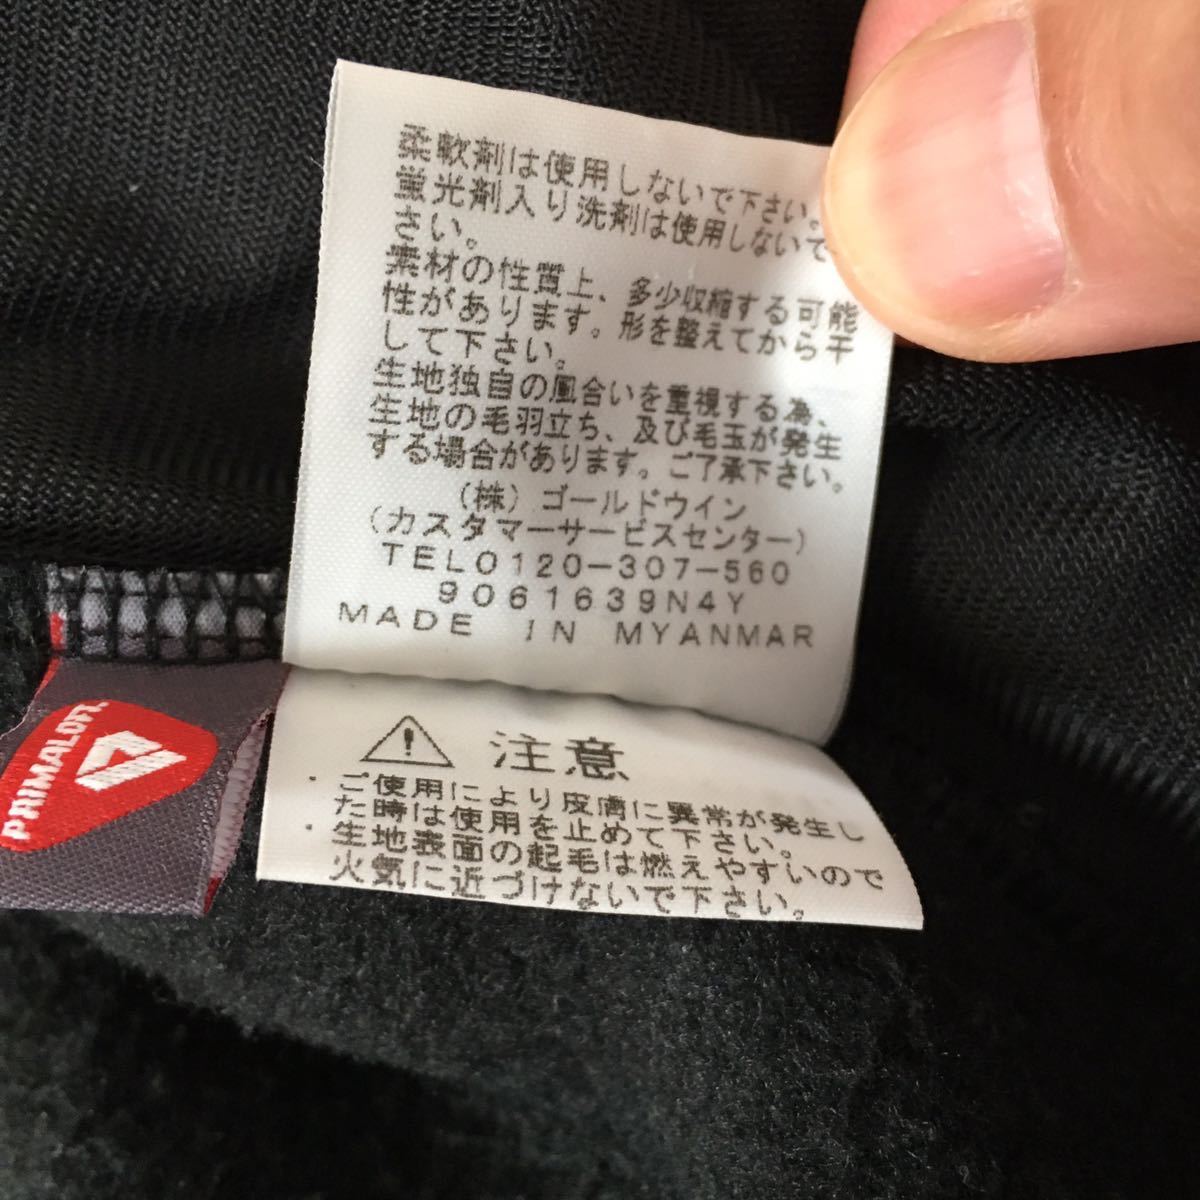 柔軟剤は使用しないで下さい。
蛍光剤入り洗剤は使用しないで
さい。
素材の性質上、多少収縮する可能
性があります。形を整えてから干
して下さい。
生地独自の風合いを重視する為、
生地の毛羽立ち、及び毛玉が発生
する場合があります。ご了承下さい。
(株)ゴールドウイン
(カスタマーサービスセンター)
TEL0120-307-560
9061639N4Y
MADE IN MYANMAR
PRIMALOFT
注意
・ご使用により皮膚に異常が発生し
た時は使用を止めて下さい。
・生地表面の起毛は燃えやすいので
火気に近づけないで下さい。